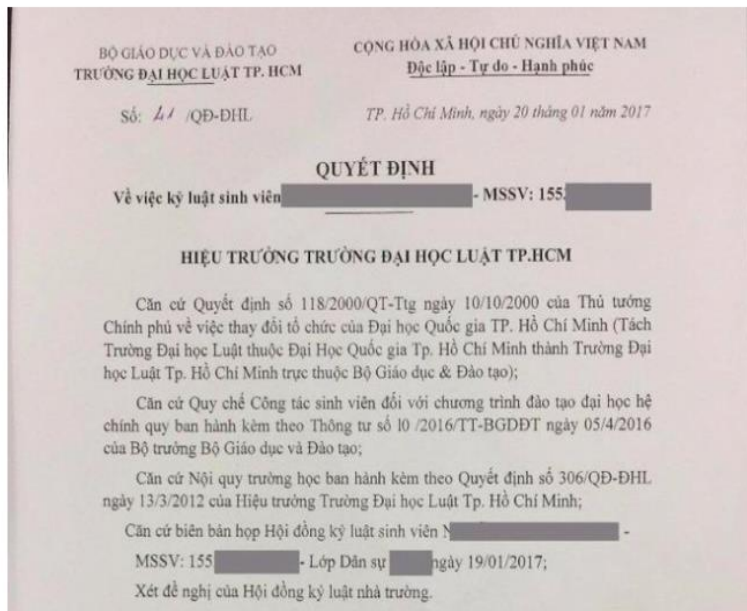 BỘ GIÁO DỤC VÀ ĐÀO TẠO
TRƯỜNG ĐẠI HỌC LUẬT TP. HCM
CỘNG HÒA XÃ HỘI CHỦ NGHĨA VIỆT NAM
Độc lập - Tự do - Hạnh phúc
Số: 41 /QĐ-ĐHL
TP. Hồ Chí Minh, ngày 20 tháng 01 năm 2017
QUYẾT ĐỊNH
Về việc kỷ luật sinh viên - MSSV: 155
HIỆU TRƯỞNG TRƯỜNG ĐẠI HỌC LUẬT TP.HCM
Căn cứ Quyết định số 118/2000/QT-Ttg ngày 10/10/2000 của Thủ tướng
Chính phủ về việc thay đổi tổ chức của Đại học Quốc gia TP. Hồ Chí Minh (Tách
Trường Đại học Luật thuộc Đại Học Quốc gia Tp. Hồ Chí Minh thành Trường Đại
học Luật Tp. Hồ Chí Minh trực thuộc Bộ Giáo dục & Đào tạo);
Căn cứ Quy chế Công tác sinh viên đối với chương trình đào tạo đại học hệ
chính quy ban hành kèm theo Thông tư số 10 /2016/TT-BGDĐT ngày 05/4/2016
của Bộ trưởng Bộ Giáo dục và Đào tạo;
Căn cứ Nội quy trường học ban hành kèm theo Quyết định số 306/QĐ-ĐHL
ngày 13/3/2012 của Hiệu trưởng Trường Đại học Luật Tp. Hồ Chí Minh;
Căn cứ biên bản họp Hội đồng kỷ luật sinh viên N -
MSSV: 155 - Lớp Dân sự ngày 19/01/2017;
Xét đề nghị của Hội đồng kỷ luật nhà trường.